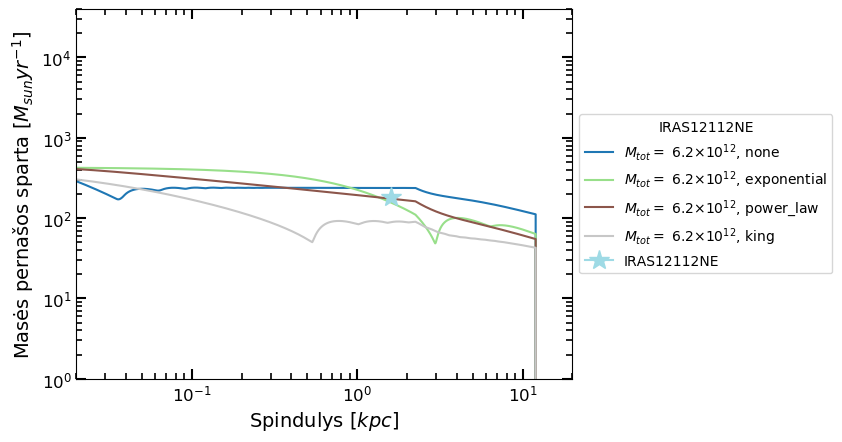 Masės pernašos sparta [$M_{sun}yr^{-1}$]
$10^4$
$10^3$
$10^2$
$10^1$
$10^0$
$10^{-1}$ $10^0$ $10^1$
Spindulys [$kpc$]
IRAS12112NE
$M_{tot}$ = 6.2×$10^{12}$, none
$M_{tot}$ = 6.2×$10^{12}$, exponential
$M_{tot}$ = 6.2×$10^{12}$, power_law
$M_{tot}$ = 6.2×$10^{12}$, king
IRAS12112NE